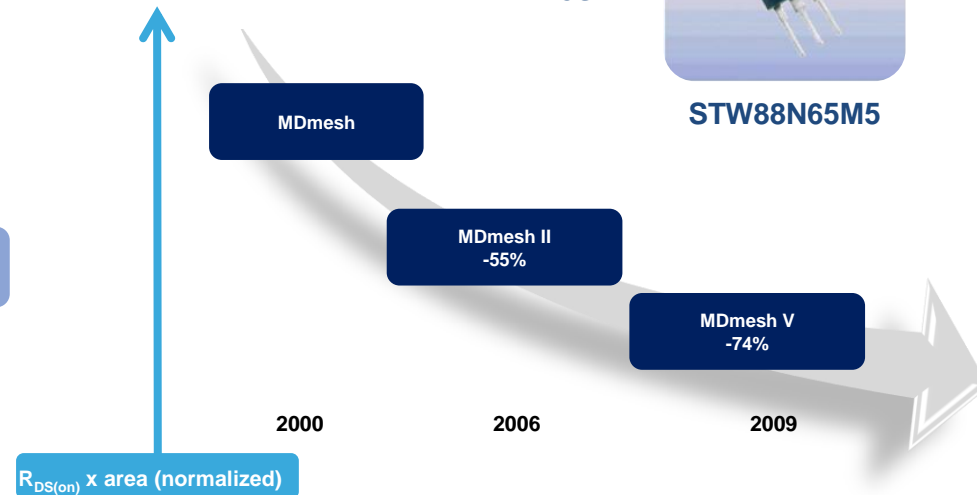 STW88N65M5
MDmesh
MDmesh II
-55%
MDmesh V
-74%
2000 2006 2009
RDS(on) x area (normalized)